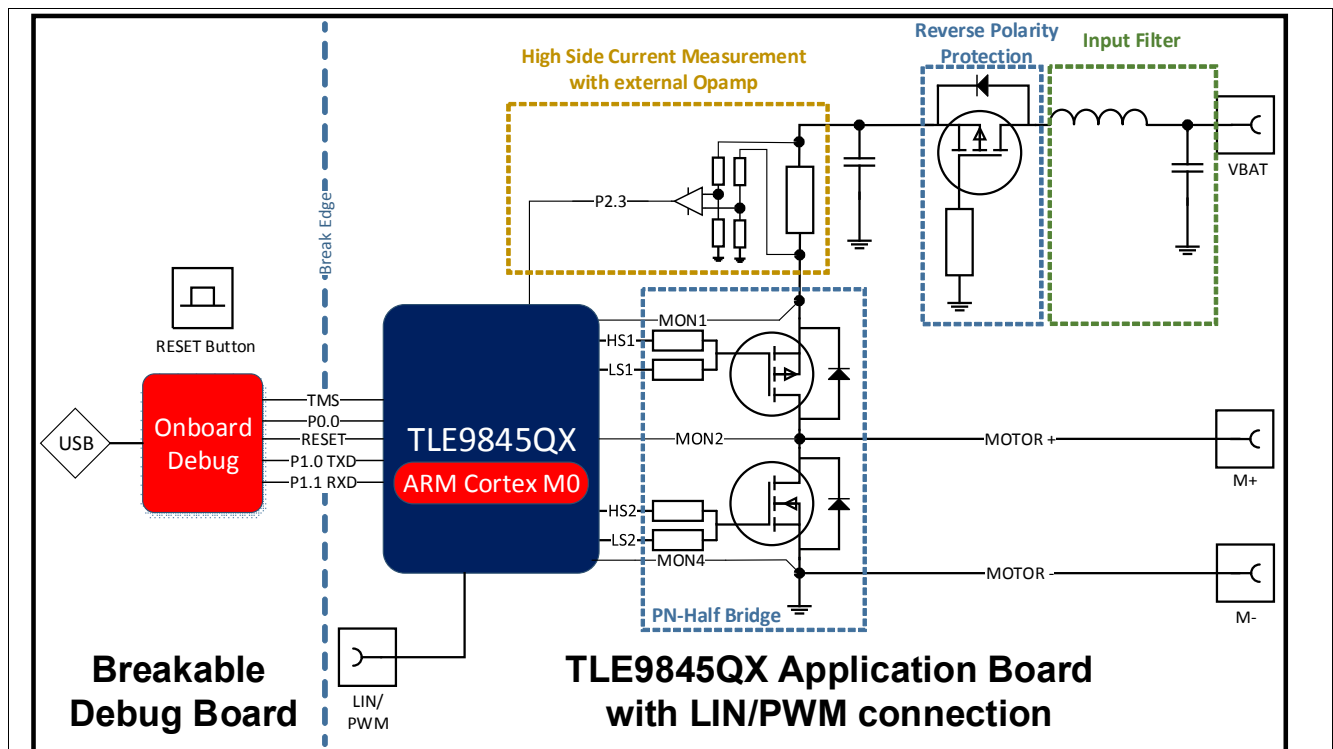 Reverse Polarity
Protection
Input Filter
High Side Current Measurement
with external Opamp
VBAT
P2.3
Break Edge
RESET Button
MON1
HS1
LS1
USB
Onboard
Debug
TMS
P0.0
RESET
P1.0 TXD
P1.1 RXD
TLE9845QX
ARM Cortex M0
MON2
MOTOR +
M+
HS2
LS2
MON4
MOTOR -
M-
PN-Half Bridge
LIN/
PWM
Breakable
Debug Board
TLE9845QX Application Board
with LIN/PWM connection